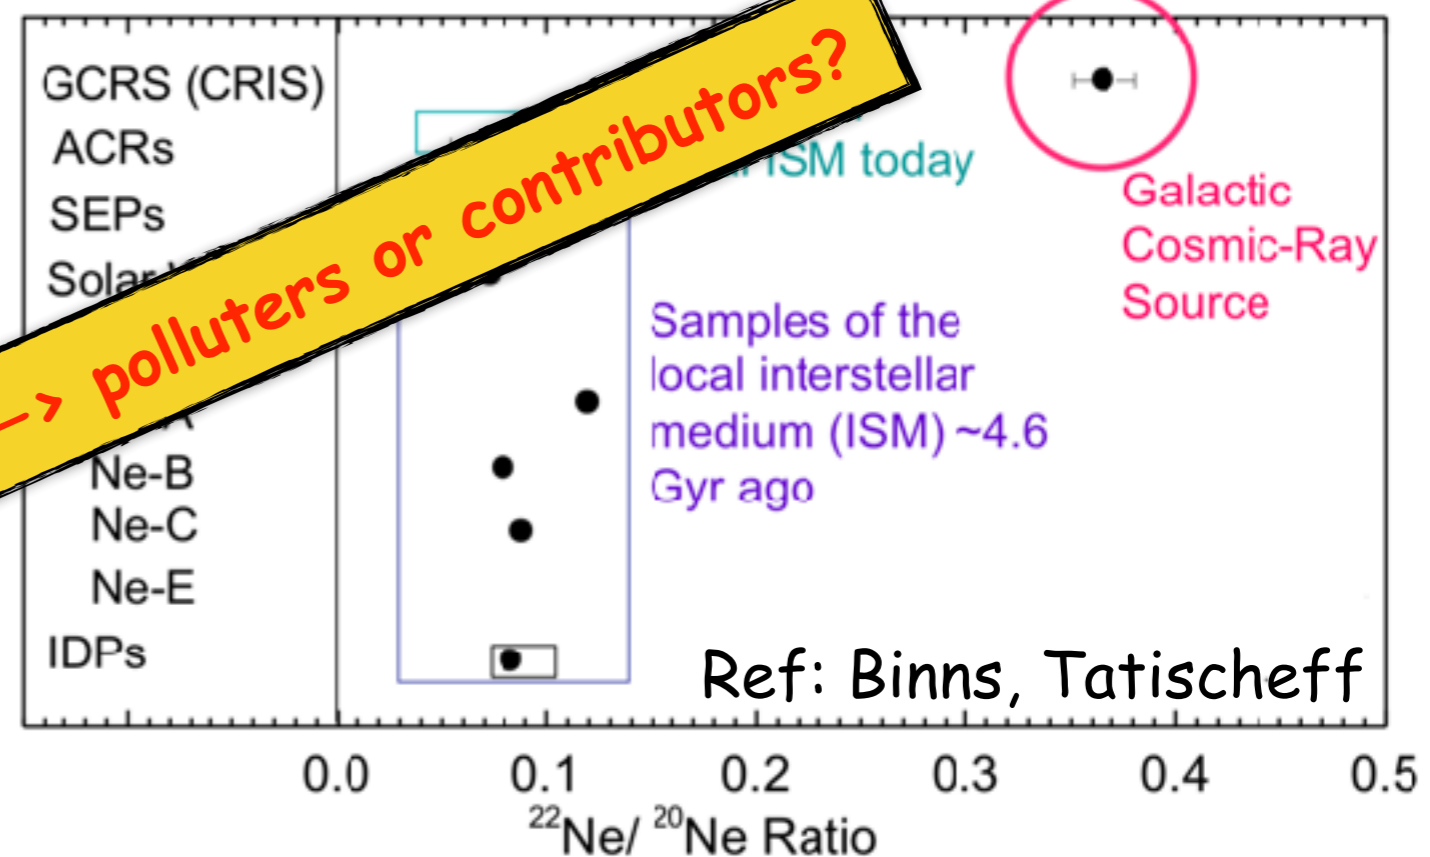 GCRS (CRIS)
ACRs
SEPs
Solar
—> polluters or contributors?
ISM today
Galactic
Cosmic-Ray
Source
Samples of the
local interstellar
medium (ISM) ~4.6
Gyr ago
Ne-B
Ne-C
Ne-E
IDPs
Ref: Binns, Tatischeff
0.0 0.1 0.2 0.3 0.4 0.5
²²Ne/ ²⁰Ne Ratio